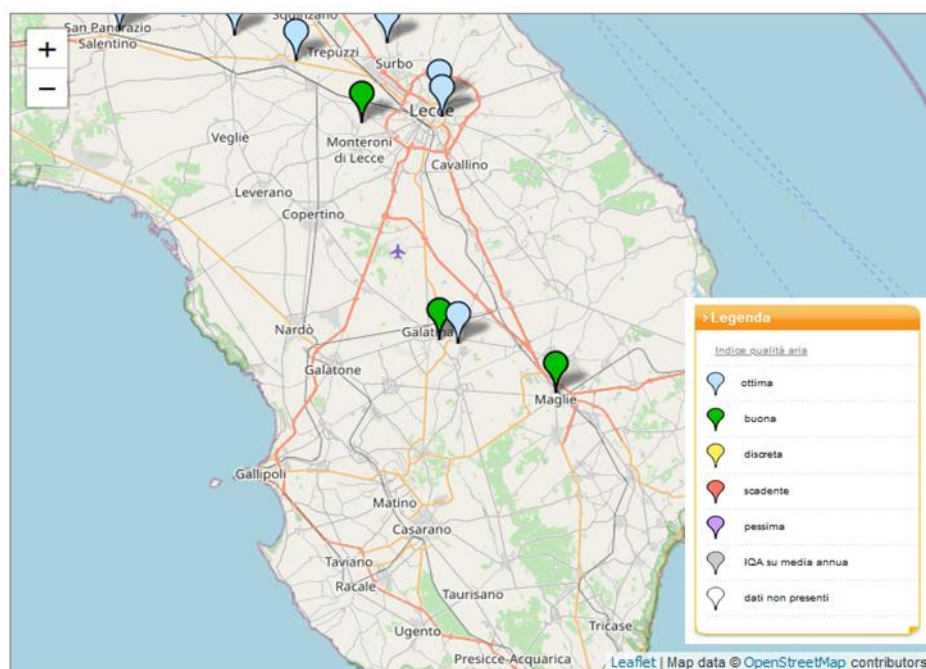 Squinzano
San Pancrazio
Salentino
+
Trepuzzi
Surbo
−
Lecce
Veglie
Monteroni
di Lecce
Cavallino
Leverano
Copertino
Nardò
Galatina
Galatone
Maglie
Gallipoli
Matino
Casarano
Taviano
Racale
Taurisano
Ugento
Tricase
Presicce-Acquarica
› Legenda
Indice qualità aria
ottima
buona
discreta
scadente
pessima
IQA su media annua
dati non presenti
Leaflet | Map data © OpenStreetMap contributors